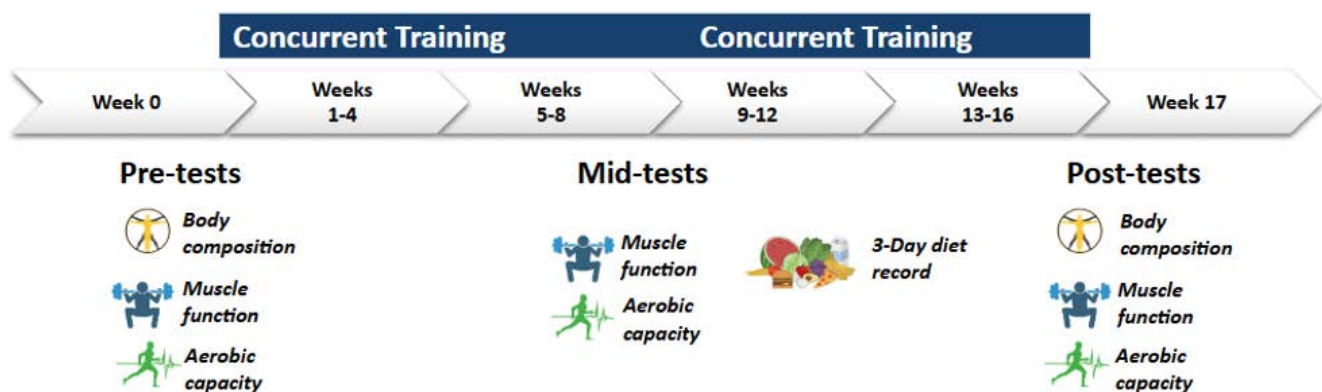 Concurrent Training
Concurrent Training
Week 0
Weeks
1-4
Weeks
5-8
Weeks
9-12
Weeks
13-16
Week 17
Pre-tests
Body
composition
Muscle
function
Aerobic
capacity
Mid-tests
Muscle
function
Aerobic
capacity
3-Day diet
record
Post-tests
Body
composition
Muscle
function
Aerobic
capacity